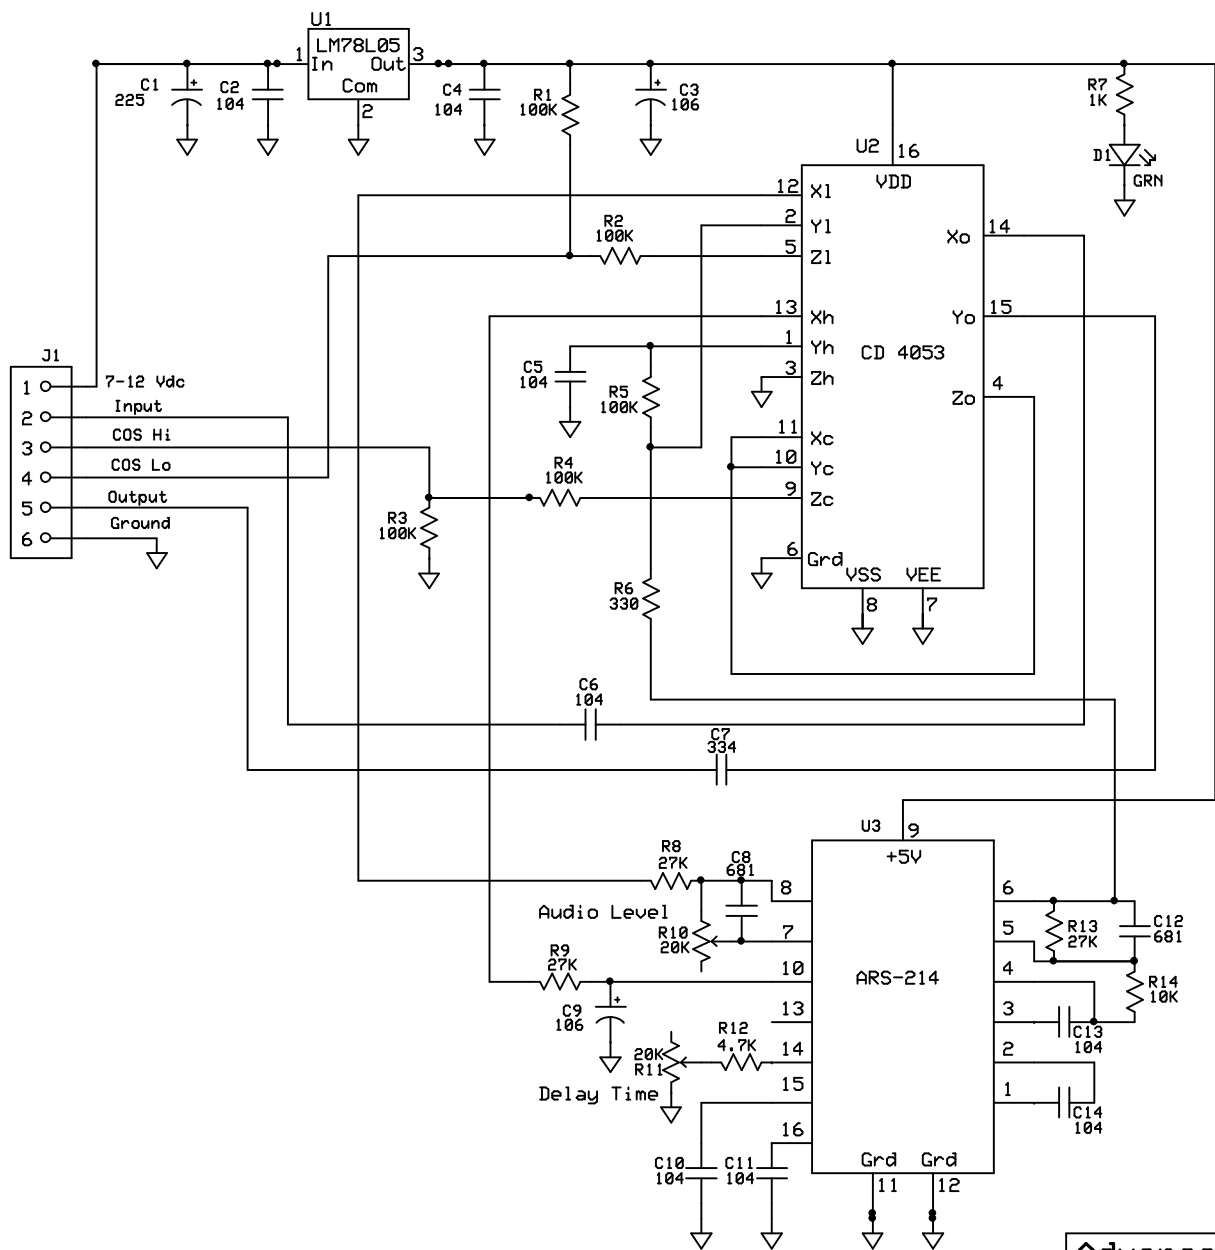 U1
LM78L05
1 In Out 3
Com
2
C1
225
C2
104
C4
104
R1
100K
C3
106
R7
1K
D1
GRN
U2
16
VDD
12 Xl
2 Yl
5 Zl
13 Xh
1 Yh
3 Zh
11 Xc
10 Yc
9 Zc
6 Grd
VSS VEE
8 7
CD 4053
Xo 14
Yo 15
Zo 4
R2
100K
C5
104
R5
100K
R4
100K
R3
100K
R6
330
J1
1 7-12 Vdc
2 Input
3 COS Hi
4 COS Lo
5 Output
6 Ground
C6
104
C7
334
U3
9
+5V
ARS-214
8
7
10
13
14
15
16
6
5
4
3
2
1
Grd Grd
11 12
R8
27K
C8
681
Audio Level
R10
20K
R9
27K
C9
106
20K
R11
R12
4.7K
Delay Time
C10
104
C11
104
R13
27K
C12
681
R14
10K
C13
104
C14
104